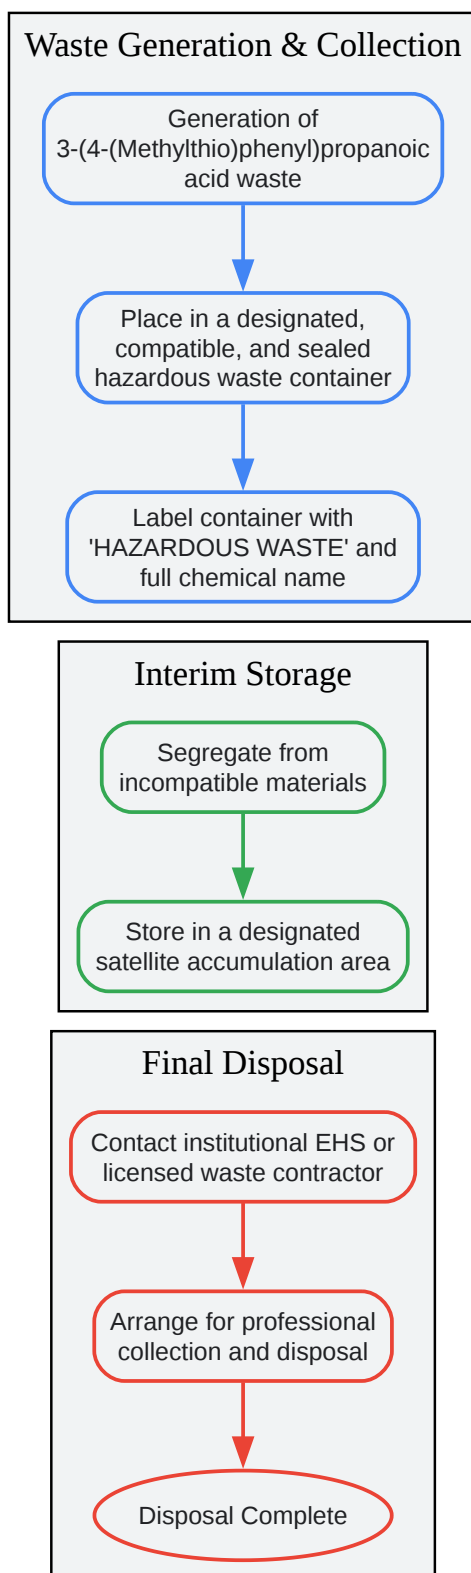 Waste Generation & Collection
Generation of
3-(4-(Methylthio)phenyl)propanoic
acid waste
Place in a designated,
compatible, and sealed
hazardous waste container
Label container with
'HAZARDOUS WASTE' and
full chemical name
Interim Storage
Segregate from
incompatible materials
Store in a designated
satellite accumulation area
Final Disposal
Contact institutional EHS or
licensed waste contractor
Arrange for professional
collection and disposal
Disposal Complete